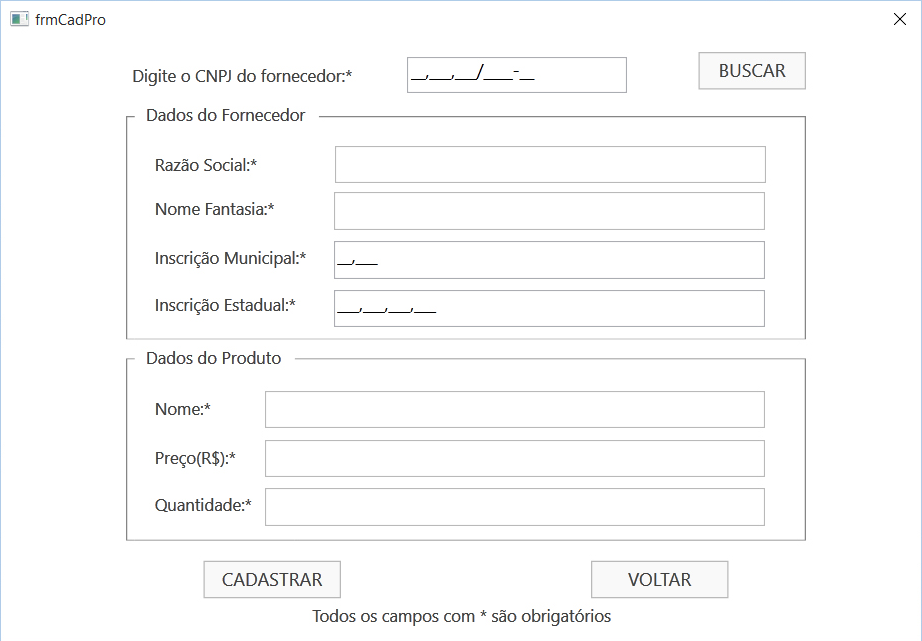 frmCadPro
Digite o CNPJ do fornecedor:* __,___,___/____-__ BUSCAR
Dados do Fornecedor
Razão Social:*
Nome Fantasia:*
Inscrição Municipal:* __,___
Inscrição Estadual:* ___,___,___,___
Dados do Produto
Nome:*
Preço(R$):*
Quantidade:*
CADASTRAR VOLTAR
Todos os campos com * são obrigatórios